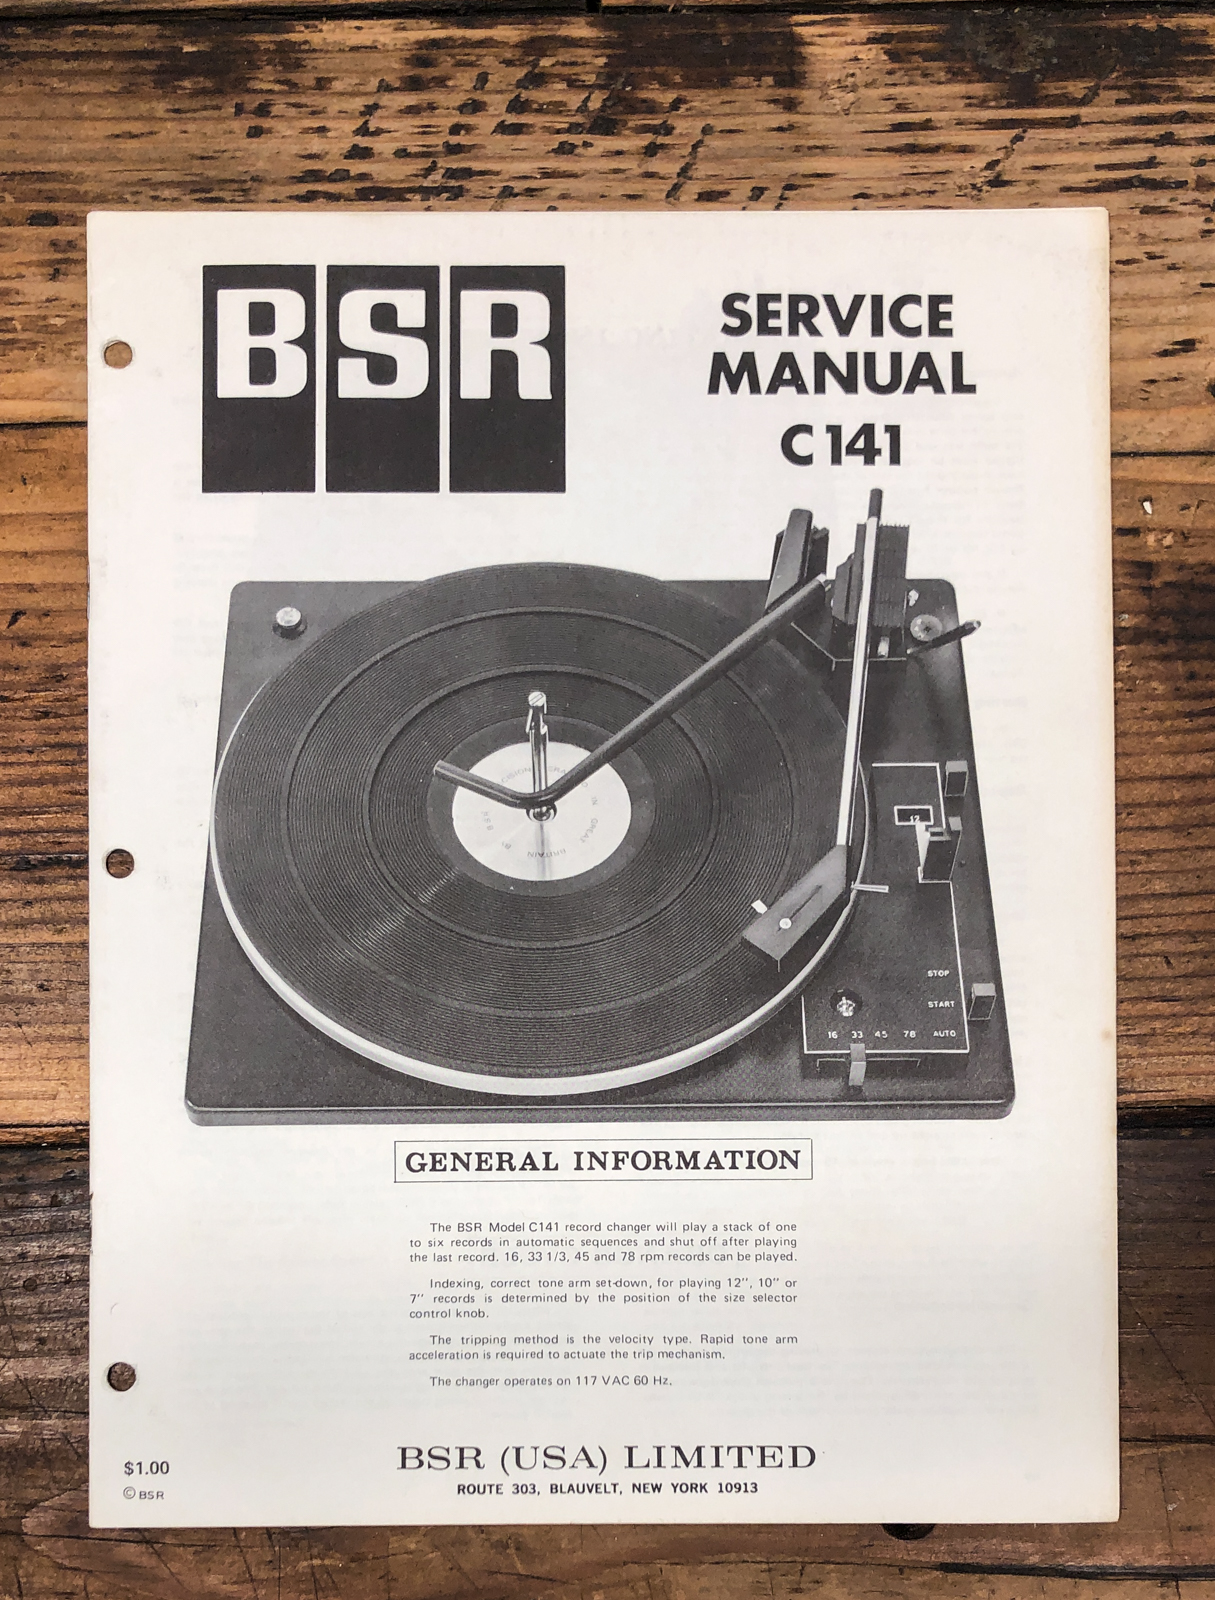 BSR
SERVICE
MANUAL
C141
12
STOP
START
16 33 45 78 AUTO
GENERAL INFORMATION
The BSR Model C141 record changer will play a stack of one
to six records in automatic sequences and shut off after playing
the last record. 16, 33 1/3, 45 and 78 rpm records can be played.
Indexing, correct tone arm set-down, for playing 12", 10" or
7" records is determined by the position of the size selector
control knob.
The tripping method is the velocity type. Rapid tone arm
acceleration is required to actuate the trip mechanism.
The changer operates on 117 VAC 60 Hz.
BSR (USA) LIMITED
ROUTE 303, BLAUVELT, NEW YORK 10913
$1.00
© BSR